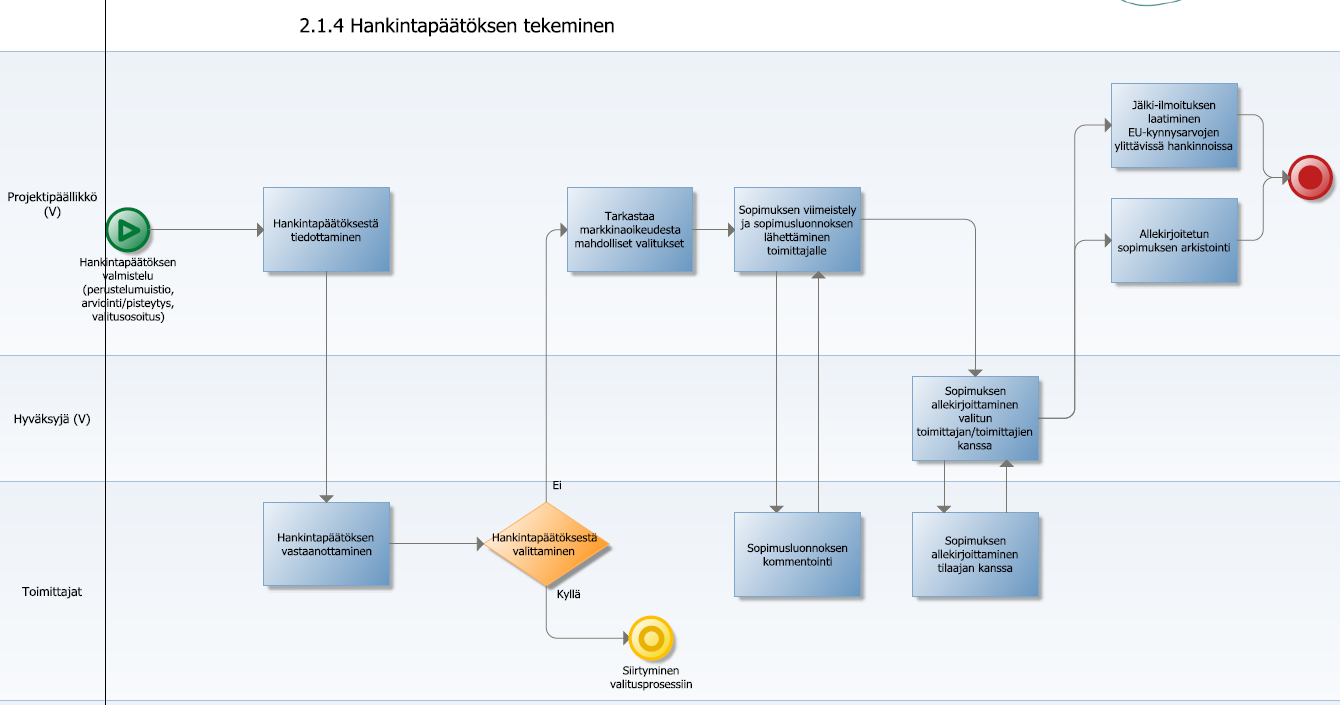 2.1.4 Hankintapäätöksen tekeminen
Projektipäällikkö
(V)
Hankintapäätöksen
valmistelu
(perustelumuistio,
arviointi/pisteytys,
valitusosoitus)
Hankintapäätöksestä
tiedottaminen
Tarkastaa
markkinaoikeudesta
mahdolliset valitukset
Sopimuksen viimeistely
ja sopimusluonnoksen
lähettäminen
toimittajalle
Jälki-ilmoituksen
laatiminen
EU-kynnysarvojen
ylittävissä hankinnoissa
Allekirjoitetun
sopimuksen arkistointi
Hyväksyjä (V)
Sopimuksen
allekirjoittaminen
valitun
toimittajan/toimittajien
kanssa
Toimittajat
Hankintapäätöksen
vastaanottaminen
Ei
Hankintapäätöksestä
valittaminen
Kyllä
Siirtyminen
valitusprosessiin
Sopimusluonnoksen
kommentointi
Sopimuksen
allekirjoittaminen
tilaajan kanssa